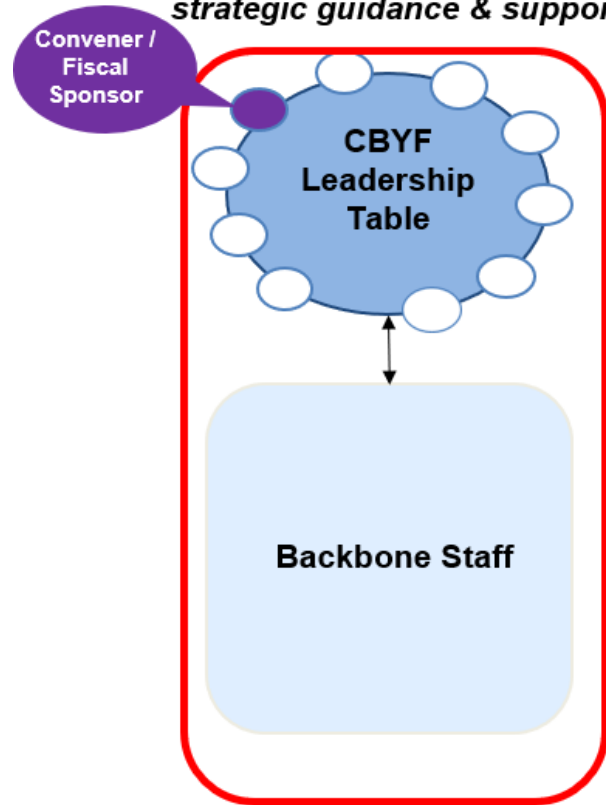 strategic guidance & suppor
Convener /
Fiscal
Sponsor
CBYF
Leadership
Table
Backbone Staff